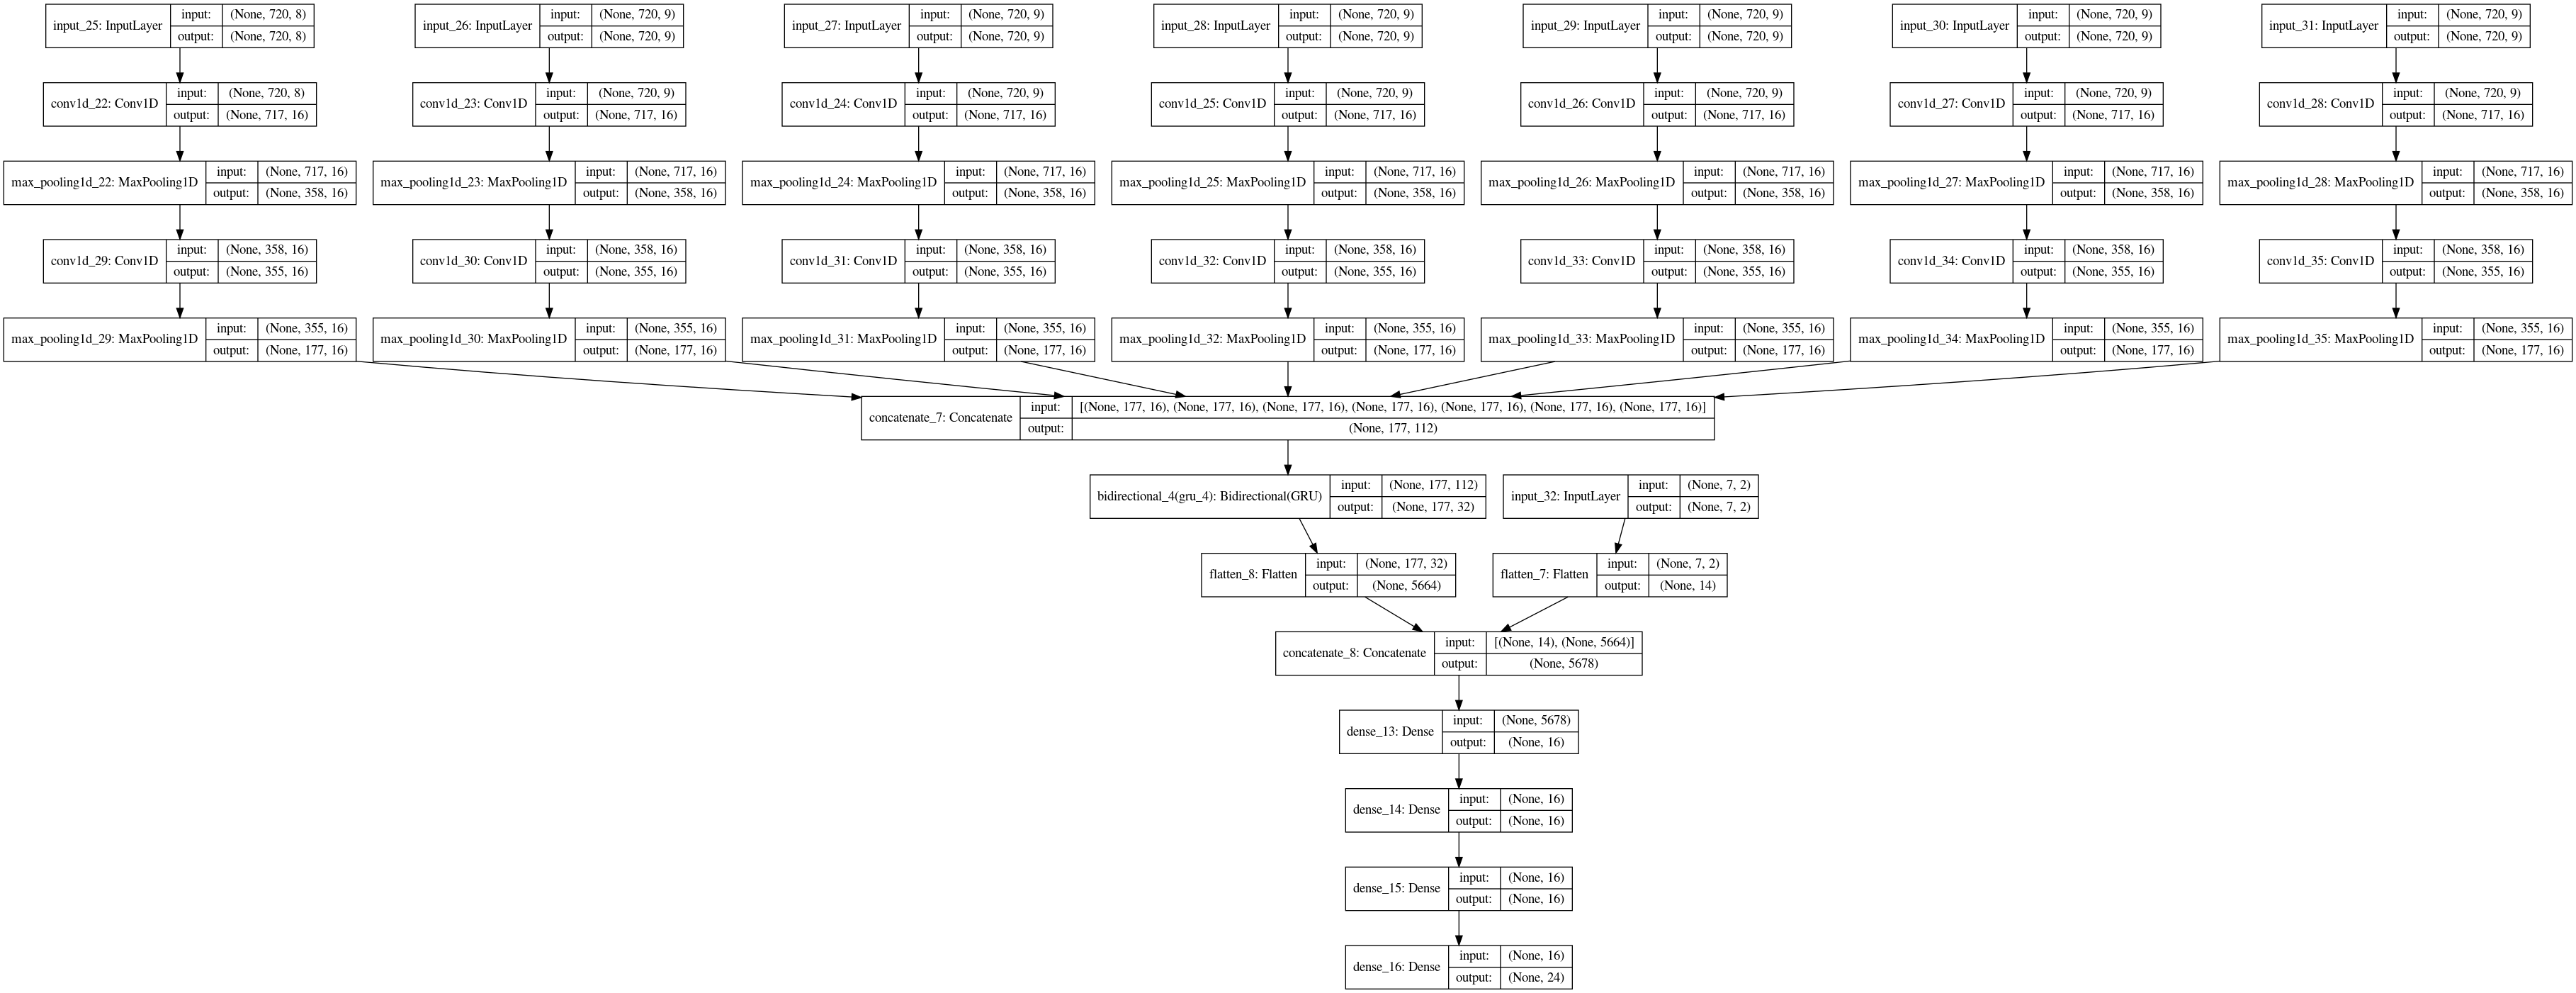 input_25: InputLayer input: (None, 720, 8) output: (None, 720, 8)
input_26: InputLayer input: (None, 720, 9) output: (None, 720, 9)
input_27: InputLayer input: (None, 720, 9) output: (None, 720, 9)
input_28: InputLayer input: (None, 720, 9) output: (None, 720, 9)
input_29: InputLayer input: (None, 720, 9) output: (None, 720, 9)
input_30: InputLayer input: (None, 720, 9) output: (None, 720, 9)
input_31: InputLayer input: (None, 720, 9) output: (None, 720, 9)
conv1d_22: Conv1D input: (None, 720, 8) output: (None, 717, 16)
conv1d_23: Conv1D input: (None, 720, 9) output: (None, 717, 16)
conv1d_24: Conv1D input: (None, 720, 9) output: (None, 717, 16)
conv1d_25: Conv1D input: (None, 720, 9) output: (None, 717, 16)
conv1d_26: Conv1D input: (None, 720, 9) output: (None, 717, 16)
conv1d_27: Conv1D input: (None, 720, 9) output: (None, 717, 16)
conv1d_28: Conv1D input: (None, 720, 9) output: (None, 717, 16)
max_pooling1d_22: MaxPooling1D input: (None, 717, 16) output: (None, 358, 16)
max_pooling1d_23: MaxPooling1D input: (None, 717, 16) output: (None, 358, 16)
max_pooling1d_24: MaxPooling1D input: (None, 717, 16) output: (None, 358, 16)
max_pooling1d_25: MaxPooling1D input: (None, 717, 16) output: (None, 358, 16)
max_pooling1d_26: MaxPooling1D input: (None, 717, 16) output: (None, 358, 16)
max_pooling1d_27: MaxPooling1D input: (None, 717, 16) output: (None, 358, 16)
max_pooling1d_28: MaxPooling1D input: (None, 717, 16) output: (None, 358, 16)
conv1d_29: Conv1D input: (None, 358, 16) output: (None, 355, 16)
conv1d_30: Conv1D input: (None, 358, 16) output: (None, 355, 16)
conv1d_31: Conv1D input: (None, 358, 16) output: (None, 355, 16)
conv1d_32: Conv1D input: (None, 358, 16) output: (None, 355, 16)
conv1d_33: Conv1D input: (None, 358, 16) output: (None, 355, 16)
conv1d_34: Conv1D input: (None, 358, 16) output: (None, 355, 16)
conv1d_35: Conv1D input: (None, 358, 16) output: (None, 355, 16)
max_pooling1d_29: MaxPooling1D input: (None, 355, 16) output: (None, 177, 16)
max_pooling1d_30: MaxPooling1D input: (None, 355, 16) output: (None, 177, 16)
max_pooling1d_31: MaxPooling1D input: (None, 355, 16) output: (None, 177, 16)
max_pooling1d_32: MaxPooling1D input: (None, 355, 16) output: (None, 177, 16)
max_pooling1d_33: MaxPooling1D input: (None, 355, 16) output: (None, 177, 16)
max_pooling1d_34: MaxPooling1D input: (None, 355, 16) output: (None, 177, 16)
max_pooling1d_35: MaxPooling1D input: (None, 355, 16) output: (None, 177, 16)
concatenate_7: Concatenate input: [(None, 177, 16), (None, 177, 16), (None, 177, 16), (None, 177, 16), (None, 177, 16), (None, 177, 16), (None, 177, 16)] output: (None, 177, 112)
bidirectional_4(gru_4): Bidirectional(GRU) input: (None, 177, 112) output: (None, 177, 32)
input_32: InputLayer input: (None, 7, 2) output: (None, 7, 2)
flatten_8: Flatten input: (None, 177, 32) output: (None, 5664)
flatten_7: Flatten input: (None, 7, 2) output: (None, 14)
concatenate_8: Concatenate input: [(None, 14), (None, 5664)] output: (None, 5678)
dense_13: Dense input: (None, 5678) output: (None, 16)
dense_14: Dense input: (None, 16) output: (None, 16)
dense_15: Dense input: (None, 16) output: (None, 16)
dense_16: Dense input: (None, 16) output: (None, 24)